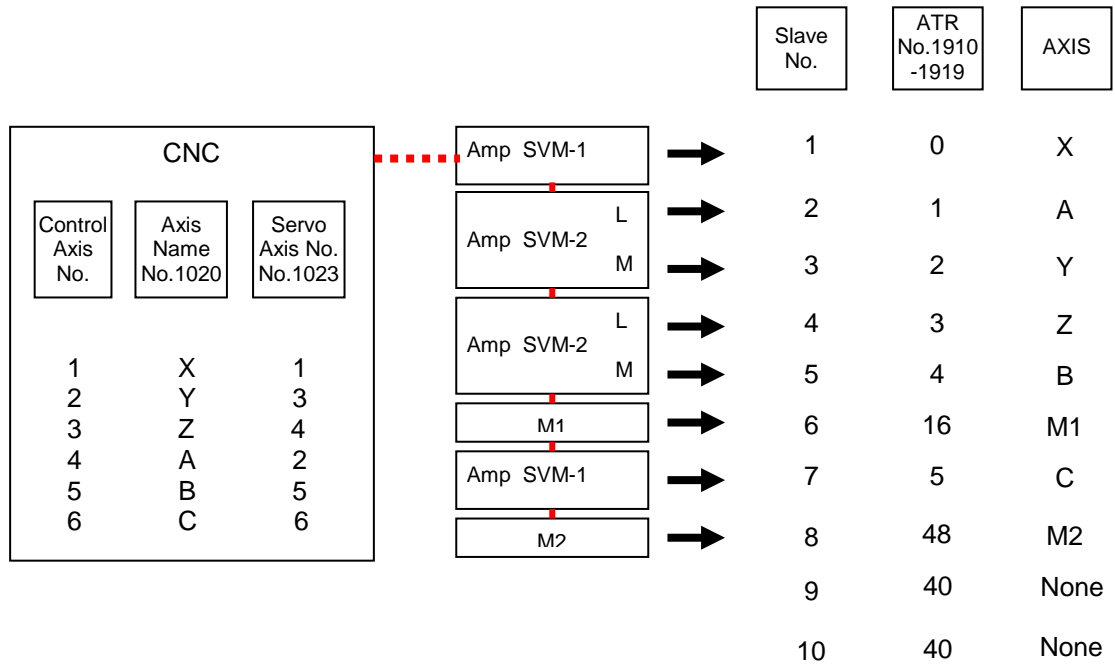 Slave No.
ATR No.1910 -1919
AXIS
CNC
Control Axis No.
Axis Name No.1020
Servo Axis No. No.1023
1 X 1
2 Y 3
3 Z 4
4 A 2
5 B 5
6 C 6
Amp SVM-1
Amp SVM-2 L M
Amp SVM-2 L M
M1
Amp SVM-1
M2
1 0 X
2 1 A
3 2 Y
4 3 Z
5 4 B
6 16 M1
7 5 C
8 48 M2
9 40 None
10 40 None